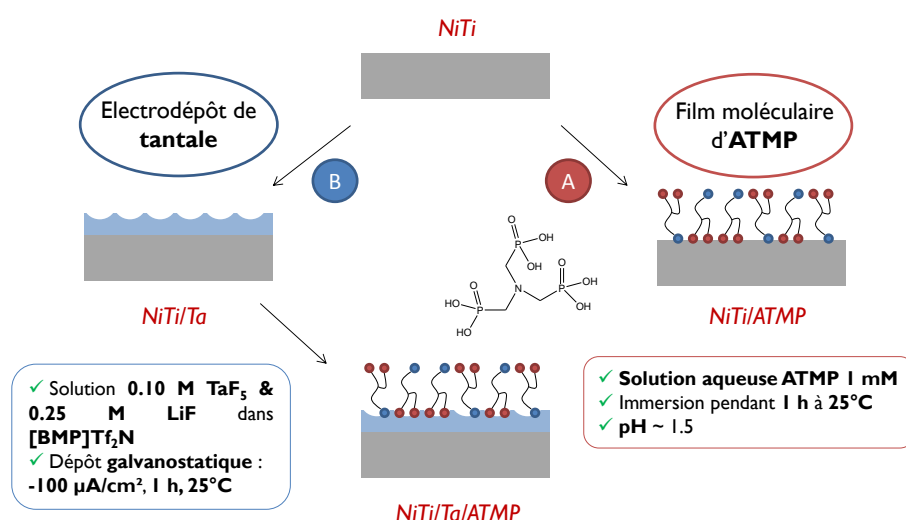 NiTi
Electrodépôt de
tantale
Film moléculaire
d'ATMP
B
A
O
P
OH
OH
N
O
HO
P
HO
O
P
OH
OH
NiTi/Ta
NiTi/ATMP
✓ Solution 0.10 M TaF₅ &
0.25 M LiF dans
[BMP]Tf₂N
✓ Dépôt galvanostatique :
-100 µA/cm², 1 h, 25°C
✓ Solution aqueuse ATMP 1 mM
✓ Immersion pendant 1 h à 25°C
✓ pH ~ 1.5
NiTi/Ta/ATMP